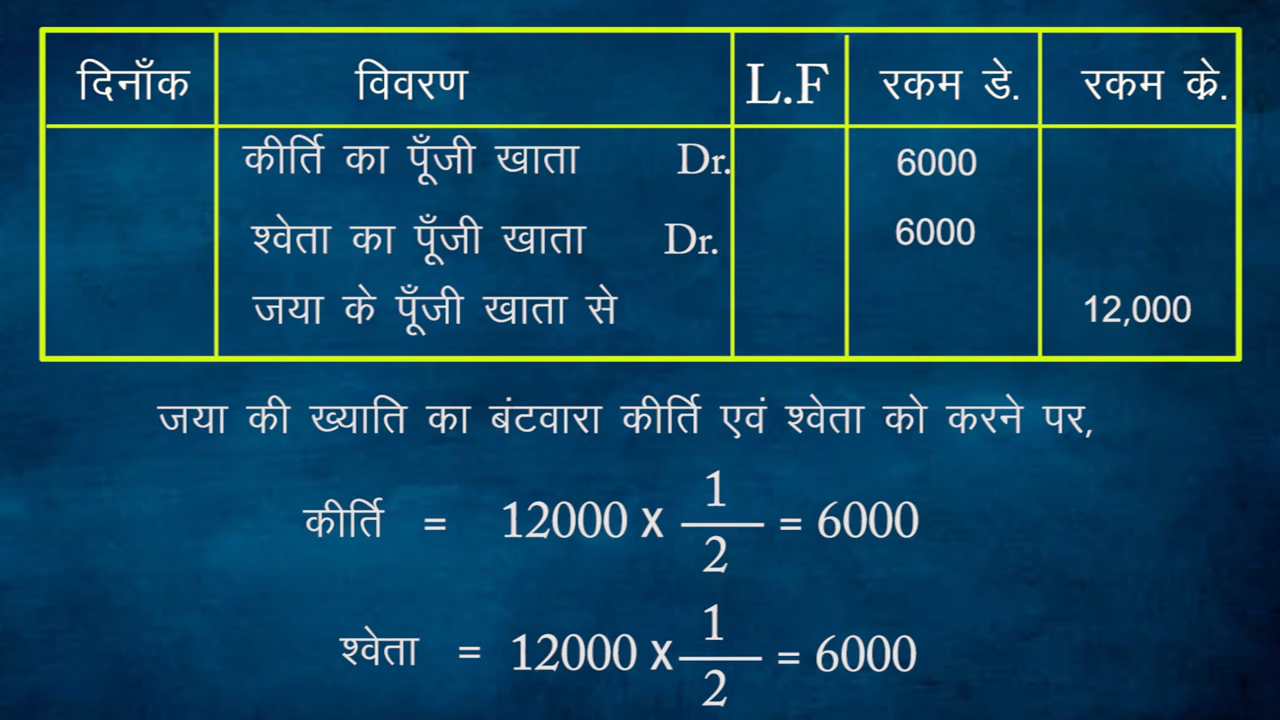 दिनाँक विवरण L.F रकम डे. रकम क्रे.
कीर्ति का पूँजी खाता Dr. 6000
श्वेता का पूँजी खाता Dr. 6000
जया के पूँजी खाता से 12,000
जया की ख्याति का बंटवारा कीर्ति एवं श्वेता को करने पर,
कीर्ति = 12000 x 1/2 = 6000
श्वेता = 12000 x 1/2 = 6000